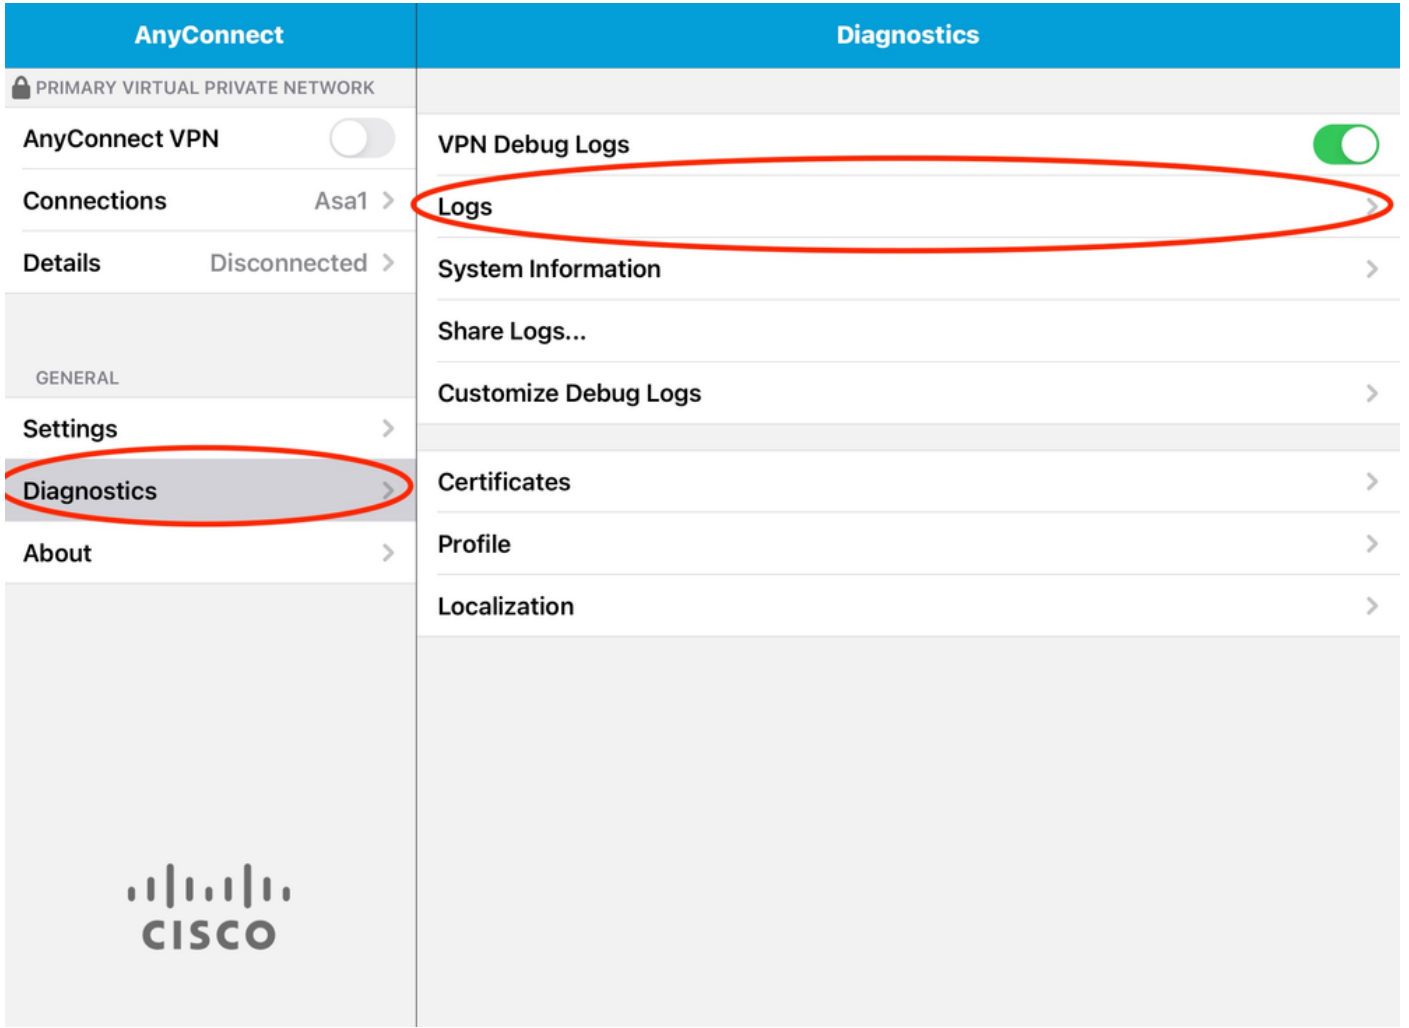 AnyConnect
PRIMARY VIRTUAL PRIVATE NETWORK
AnyConnect VPN
Connections Asa1
Details Disconnected
GENERAL
Settings
Diagnostics
About
CISCO
Diagnostics
VPN Debug Logs
Logs
System Information
Share Logs...
Customize Debug Logs
Certificates
Profile
Localization